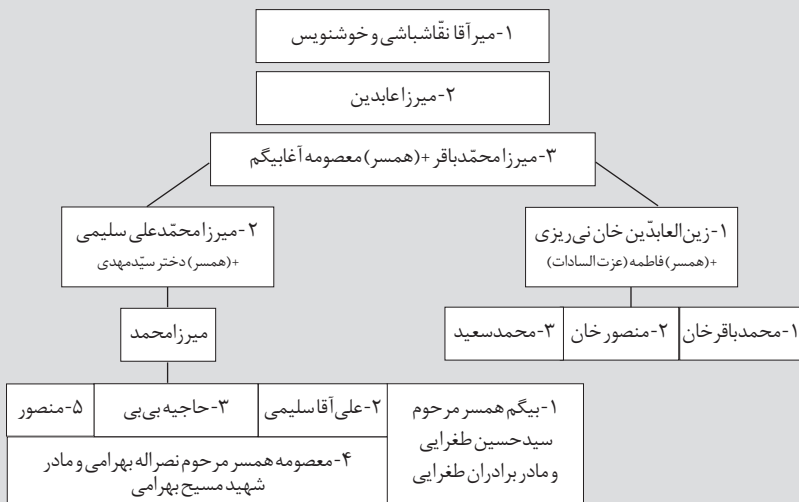 ۱-میرآقا نقّاشباشی و خوشنویس
۲-میرزا عابدین
۳-میرزا محمّدباقر +(همسر) معصومه آغابیگم
۱-زین‌العابدّین خان نی‌ریزی
+(همسر) فاطمه (عزت السادات)
۲-میرزا محمّدعلی سلیمی
+(همسر) دختر سیّدمهدی
۱-محمدباقرخان
۲-منصورخان
۳-محمدسعید
میرزا محمد
۱-بیگم همسر مرحوم
سیدحسین طغرایی
و مادر برادران طغرایی
۲-علی آقا سلیمی
۳-حاجیه بی‌بی
۵-منصور
۴-معصومه همسر مرحوم نصراله بهرامی و مادر
شهید مسیح بهرامی